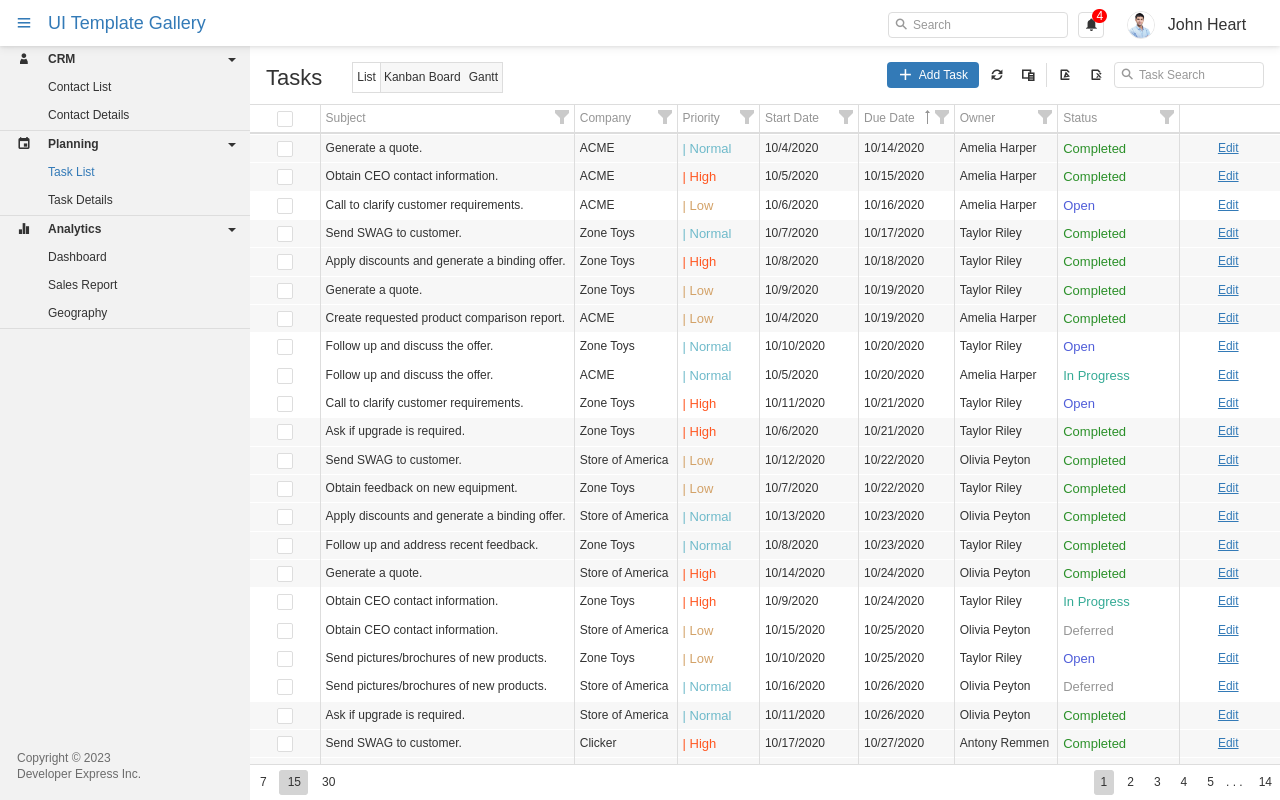 UI Template Gallery
Search
4
John Heart
CRM
Contact List
Contact Details
Planning
Task List
Task Details
Analytics
Dashboard
Sales Report
Geography
Copyright © 2023
Developer Express Inc.
Tasks List Kanban Board Gantt Add Task Task Search
Subject Company Priority Start Date Due Date Owner Status
Generate a quote. ACME | Normal 10/4/2020 10/14/2020 Amelia Harper Completed Edit
Obtain CEO contact information. ACME | High 10/5/2020 10/15/2020 Amelia Harper Completed Edit
Call to clarify customer requirements. ACME | Low 10/6/2020 10/16/2020 Amelia Harper Open Edit
Send SWAG to customer. Zone Toys | Normal 10/7/2020 10/17/2020 Taylor Riley Completed Edit
Apply discounts and generate a binding offer. Zone Toys | High 10/8/2020 10/18/2020 Taylor Riley Completed Edit
Generate a quote. Zone Toys | Low 10/9/2020 10/19/2020 Taylor Riley Completed Edit
Create requested product comparison report. ACME | Low 10/4/2020 10/19/2020 Amelia Harper Completed Edit
Follow up and discuss the offer. Zone Toys | Normal 10/10/2020 10/20/2020 Taylor Riley Open Edit
Follow up and discuss the offer. ACME | Normal 10/5/2020 10/20/2020 Amelia Harper In Progress Edit
Call to clarify customer requirements. Zone Toys | High 10/11/2020 10/21/2020 Taylor Riley Open Edit
Ask if upgrade is required. Zone Toys | High 10/6/2020 10/21/2020 Taylor Riley Completed Edit
Send SWAG to customer. Store of America | Low 10/12/2020 10/22/2020 Olivia Peyton Completed Edit
Obtain feedback on new equipment. Zone Toys | Low 10/7/2020 10/22/2020 Taylor Riley Completed Edit
Apply discounts and generate a binding offer. Store of America | Normal 10/13/2020 10/23/2020 Olivia Peyton Completed Edit
Follow up and address recent feedback. Zone Toys | Normal 10/8/2020 10/23/2020 Taylor Riley Completed Edit
Generate a quote. Store of America | High 10/14/2020 10/24/2020 Olivia Peyton Completed Edit
Obtain CEO contact information. Zone Toys | High 10/9/2020 10/24/2020 Taylor Riley In Progress Edit
Obtain CEO contact information. Store of America | Low 10/15/2020 10/25/2020 Olivia Peyton Deferred Edit
Send pictures/brochures of new products. Zone Toys | Low 10/10/2020 10/25/2020 Taylor Riley Open Edit
Send pictures/brochures of new products. Store of America | Normal 10/16/2020 10/26/2020 Olivia Peyton Deferred Edit
Ask if upgrade is required. Store of America | Normal 10/11/2020 10/26/2020 Olivia Peyton Completed Edit
Send SWAG to customer. Clicker | High 10/17/2020 10/27/2020 Antony Remmen Completed Edit
7 15 30 1 2 3 4 5 . . . 14